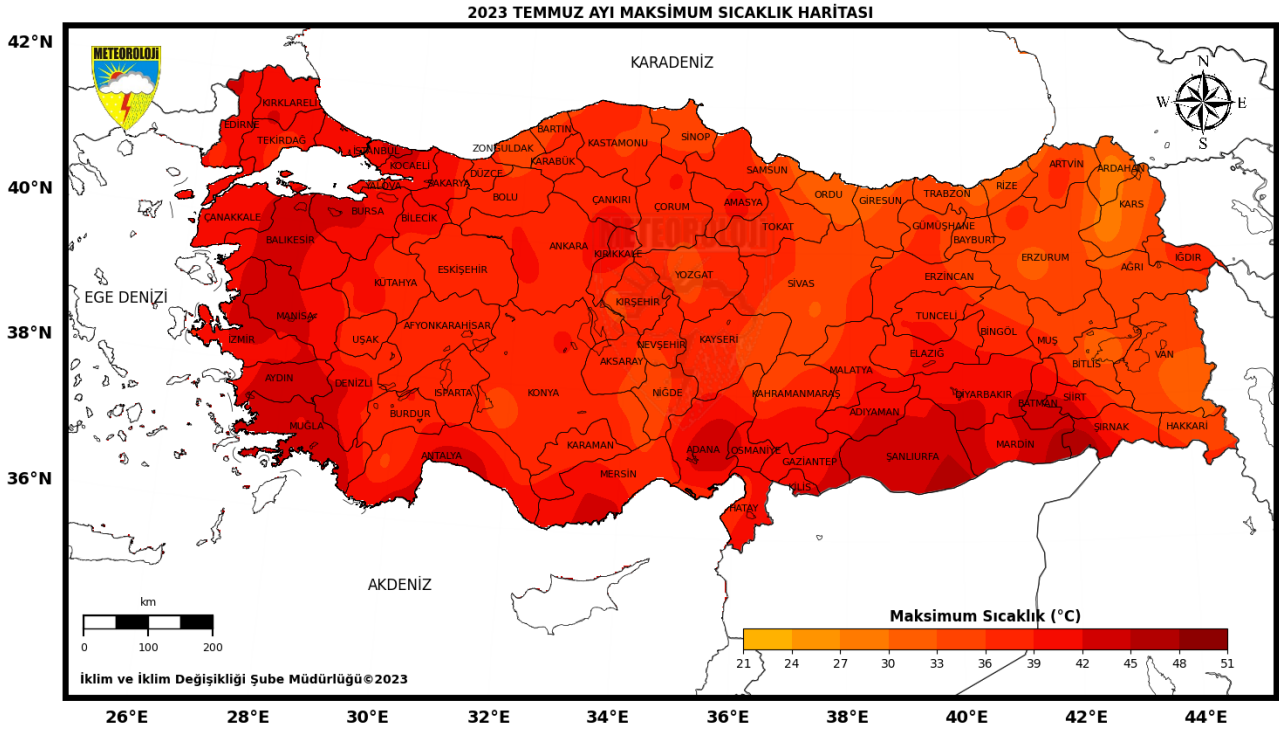 2023 TEMMUZ AYI MAKSİMUM SICAKLIK HARİTASI
42°N
40°N
38°N
36°N
METEOROLOJİ
KARADENİZ
N
W
E
S
KIRKLARELİ
EDİRNE
TEKİRDAĞ
İSTANBUL
KOCAELİ
YALOVA
SAKARYA
DÜZCE
ZONGULDAK
BARTIN
KARABÜK
KASTAMONU
SİNOP
SAMSUN
ORDU
GİRESUN
TRABZON
RİZE
ARTVİN
ARDAHAN
KARS
ÇANAKKALE
BURSA
BİLECİK
BOLU
ÇANKIRI
ÇORUM
AMASYA
TOKAT
GÜMÜŞHANE
BAYBURT
BALIKESİR
ANKARA
KIRIKKALE
METEOROLOJİ
ERZURUM
AĞRI
IĞDIR
EGE DENİZİ
KÜTAHYA
ESKİŞEHİR
YOZGAT
SİVAS
ERZİNCAN
MANİSA
AFYONKARAHİSAR
KIRŞEHİR
TUNCELİ
BİNGÖL
MUŞ
İZMİR
UŞAK
NEVŞEHİR
KAYSERİ
ELAZIĞ
BİTLİS
VAN
AYDIN
DENİZLİ
ISPARTA
KONYA
AKSARAY
NİĞDE
KAHRAMANMARAŞ
MALATYA
DİYARBAKIR
BATMAN
SİİRT
MUĞLA
BURDUR
ADIYAMAN
ŞIRNAK
HAKKARİ
ANTALYA
KARAMAN
MERSİN
ADANA
OSMANİYE
GAZİANTEP
ŞANLIURFA
MARDİN
KİLİS
HATAY
AKDENİZ
km
0 100 200
Maksimum Sıcaklık (°C)
21 24 27 30 33 36 39 42 45 48 51
İklim ve İklim Değişikliği Şube Müdürlüğü©2023
26°E 28°E 30°E 32°E 34°E 36°E 38°E 40°E 42°E 44°E